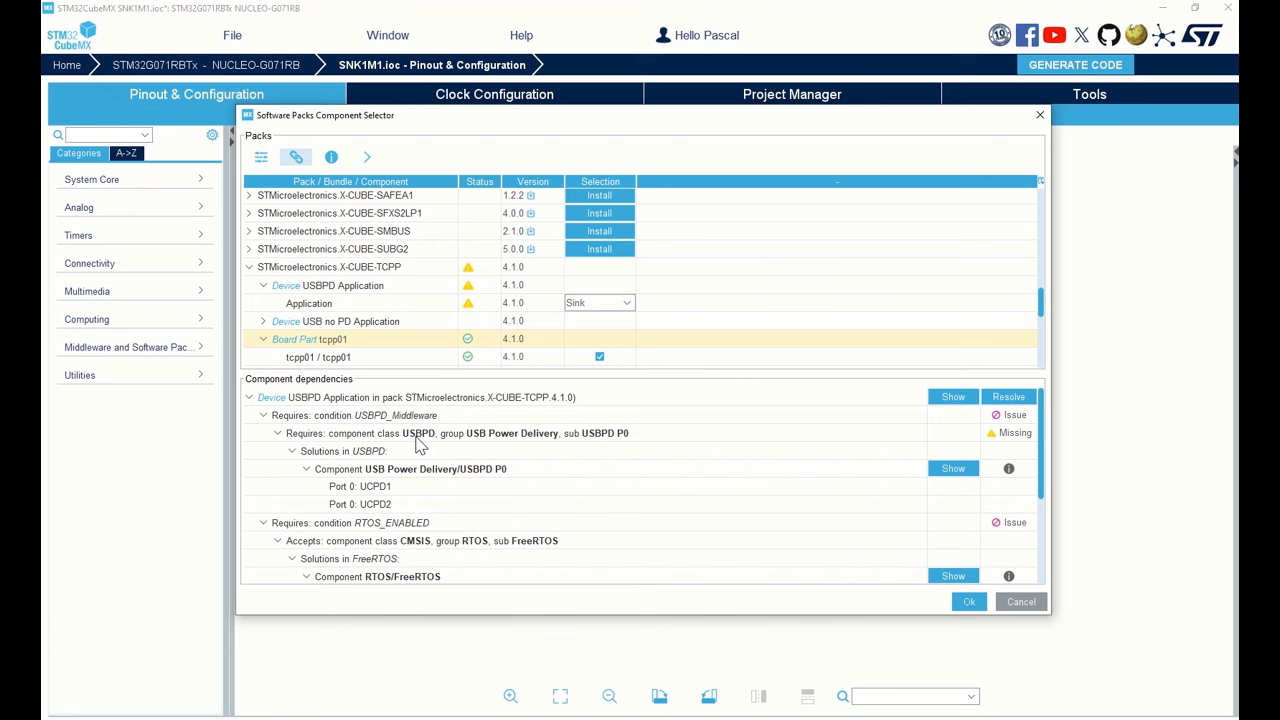 STM32CubeMX SNK1M1.ioc*: STM32G071RBTx NUCLEO-G071RB
STM32
CubeMX
File
Window
Help
Hello Pascal
10
Home
STM32G071RBTx - NUCLEO-G071RB
SNK1M1.ioc - Pinout & Configuration
GENERATE CODE
Pinout & Configuration
Clock Configuration
Project Manager
Tools
MX Software Packs Component Selector
Packs
Categories
A->Z
System Core
Analog
Timers
Connectivity
Multimedia
Computing
Middleware and Software Pac...
Utilities
Pack / Bundle / Component Status Version Selection -
STMicroelectronics.X-CUBE-SAFEA1 1.2.2 Install
STMicroelectronics.X-CUBE-SFXS2LP1 4.0.0 Install
STMicroelectronics.X-CUBE-SMBUS 2.1.0 Install
STMicroelectronics.X-CUBE-SUBG2 5.0.0 Install
STMicroelectronics.X-CUBE-TCPP 4.1.0
Device USBPD Application 4.1.0
Application 4.1.0 Sink
Device USB no PD Application 4.1.0
Board Part tcpp01 4.1.0
tcpp01 / tcpp01 4.1.0
Component dependencies
Device USBPD Application in pack STMicroelectronics.X-CUBE-TCPP.4.1.0) Show Resolve
Requires: condition USBPD_Middleware Issue
Requires: component class USBPD, group USB Power Delivery, sub USBPD P0 Missing
Solutions in USBPD:
Component USB Power Delivery/USBPD P0 Show
Port 0: UCPD1
Port 0: UCPD2
Requires: condition RTOS_ENABLED Issue
Accepts: component class CMSIS, group RTOS, sub FreeRTOS
Solutions in FreeRTOS:
Component RTOS/FreeRTOS Show
Ok
Cancel